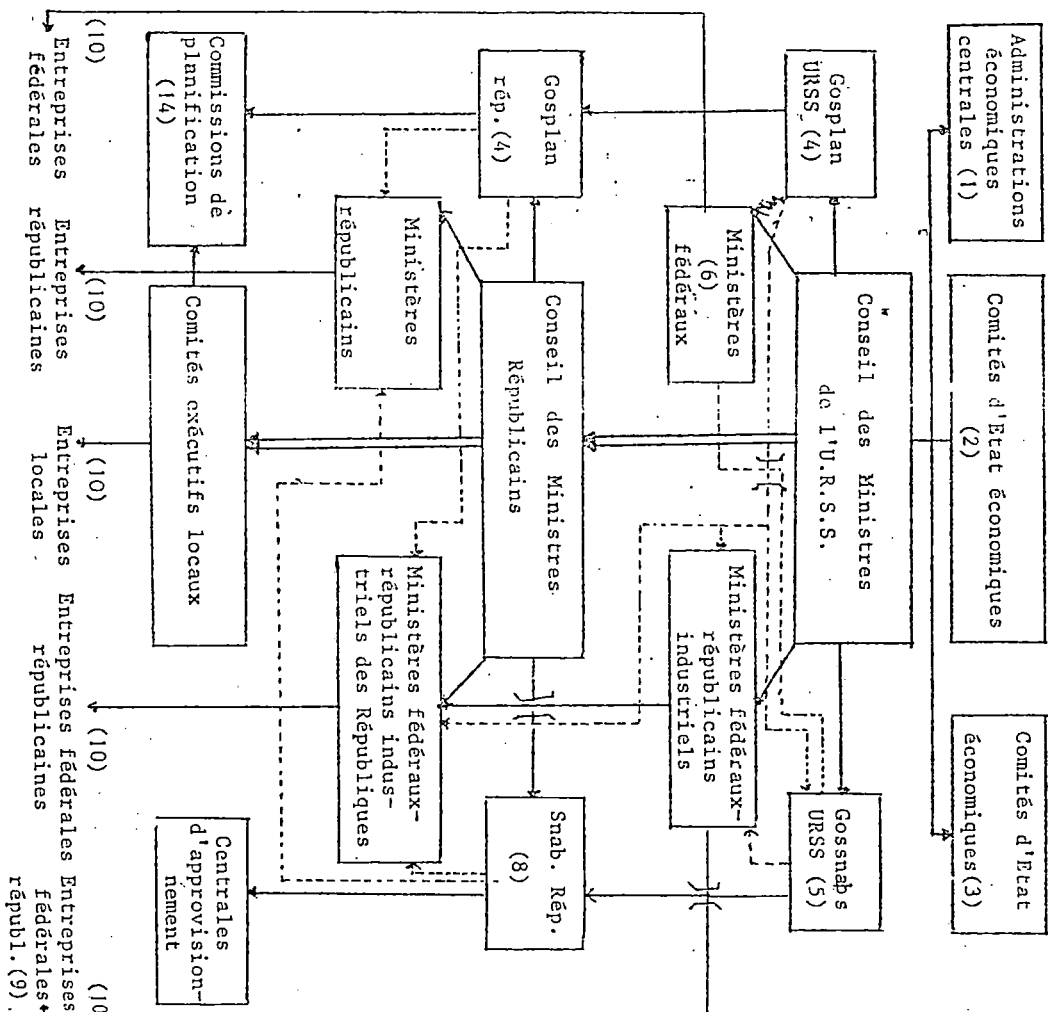 Administrations
économiques
centrales (1)
Comités d'Etat économiques
(2)
Comités d'Etat
économiques(3)
Conseil des Ministres
de l'U.R.S.S.
Gosplan
URSS (4)
Gossnabs
URSS (5)
Ministères
(6)
fédéraux
Ministères fédéraux-
républicains
industriels
Gosplan
rép.(4)
Conseil des Ministres
Républicains
Snab. Rép.
(8)
Ministères
républicains
Ministères fédéraux-
républicains indus-
triels des Républiques
Commissions dè
planification
(14)
Comités exécutifs locaux
Centrales
d'approvision-
nement
(10) (10) (10) (10) (10
Entreprises Entreprises Entreprises Entreprises fédérales Entreprises
fédérales républicaines locales républicaines fédérales+
républ.(9).